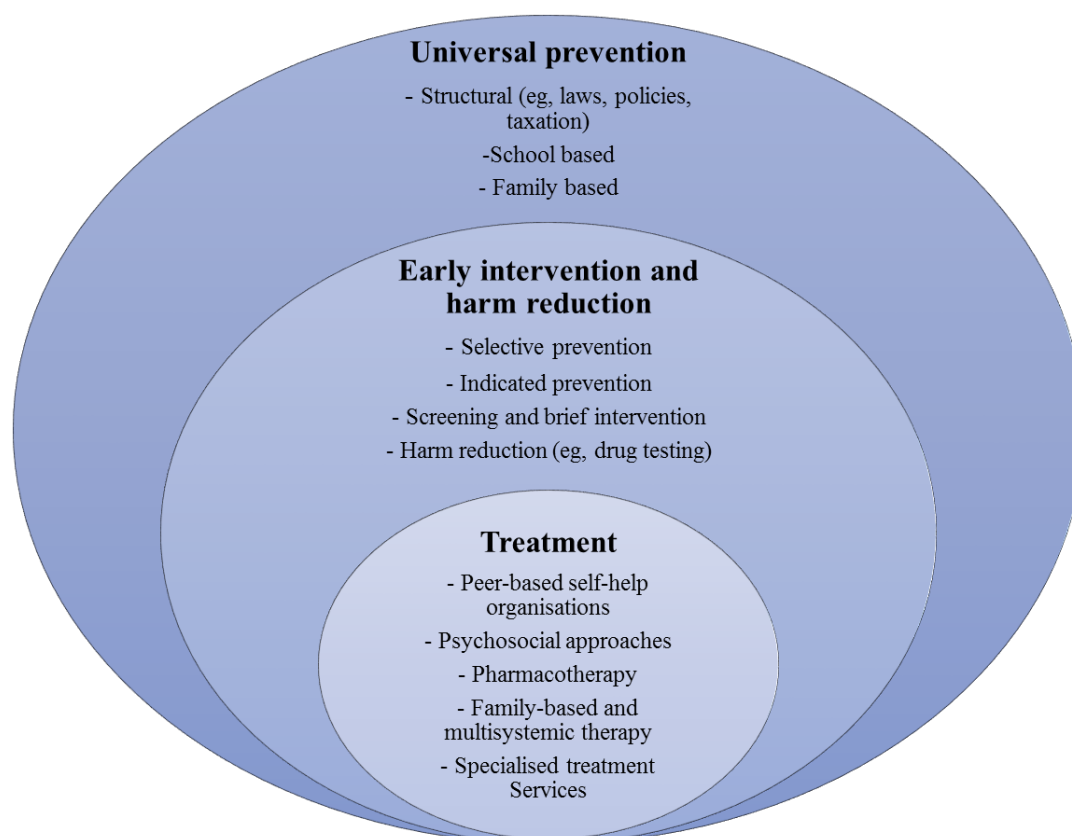 Universal prevention
- Structural (eg, laws, policies,
taxation)
-School based
- Family based
Early intervention and
harm reduction
- Selective prevention
- Indicated prevention
- Screening and brief intervention
- Harm reduction (eg, drug testing)
Treatment
- Peer-based self-help
organisations
- Psychosocial approaches
- Pharmacotherapy
- Family-based and
multisystemic therapy
- Specialised treatment
Services